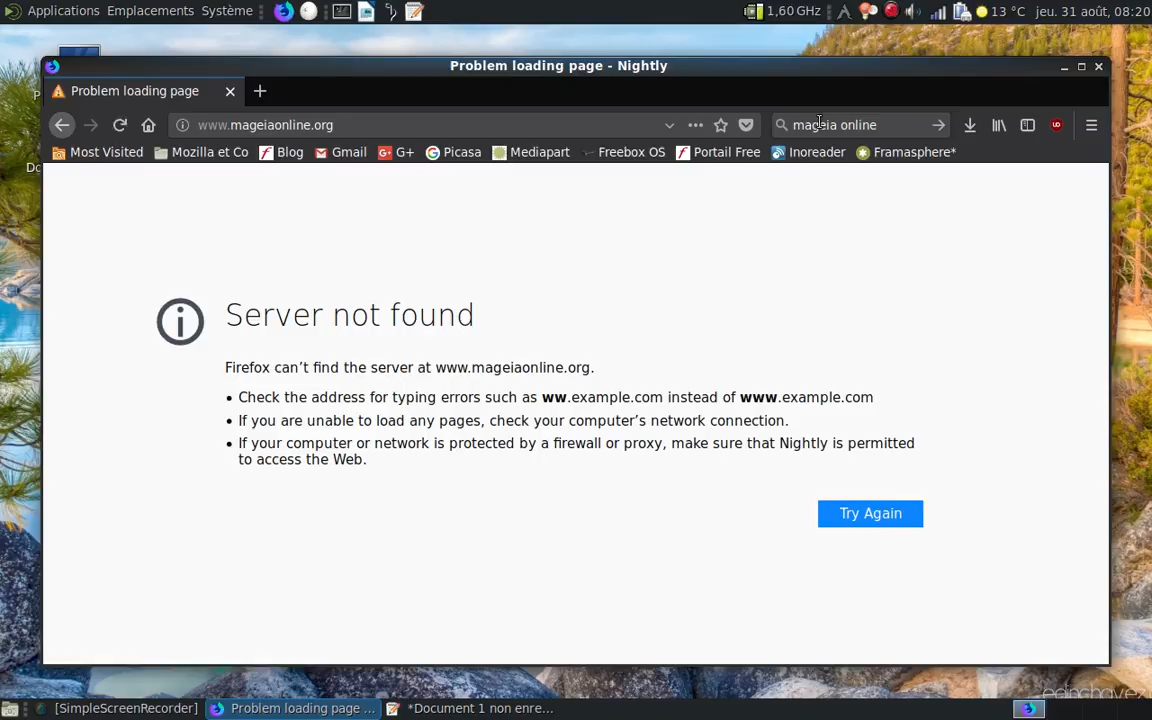 Applications Emplacements Système 1,60 GHz 13 °C jeu. 31 août, 08:20
Problem loading page - Nightly
Problem loading page
www.mageiaonline.org mageia online
Most Visited Mozilla et Co Blog Gmail G+ Picasa Mediapart Freebox OS Portail Free Inoreader Framasphere*
Server not found
Firefox can’t find the server at www.mageiaonline.org.
• Check the address for typing errors such as ww.example.com instead of www.example.com
• If you are unable to load any pages, check your computer’s network connection.
• If your computer or network is protected by a firewall or proxy, make sure that Nightly is permitted
to access the Web.
Try Again
[SimpleScreenRecorder] Problem loading page ... *Document 1 non enre...